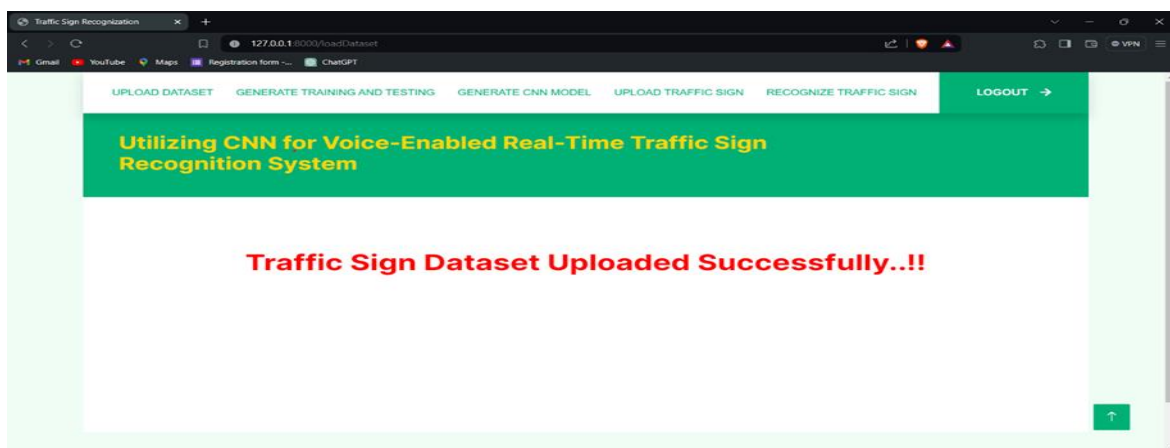 Traffic Sign Recognization
127.0.0.1:8000/loadDataset
VPN
Gmail YouTube Maps Registration form -... ChatGPT
UPLOAD DATASET GENERATE TRAINING AND TESTING GENERATE CNN MODEL UPLOAD TRAFFIC SIGN RECOGNIZE TRAFFIC SIGN LOGOUT →
Utilizing CNN for Voice-Enabled Real-Time Traffic Sign
Recognition System
Traffic Sign Dataset Uploaded Successfully..!!